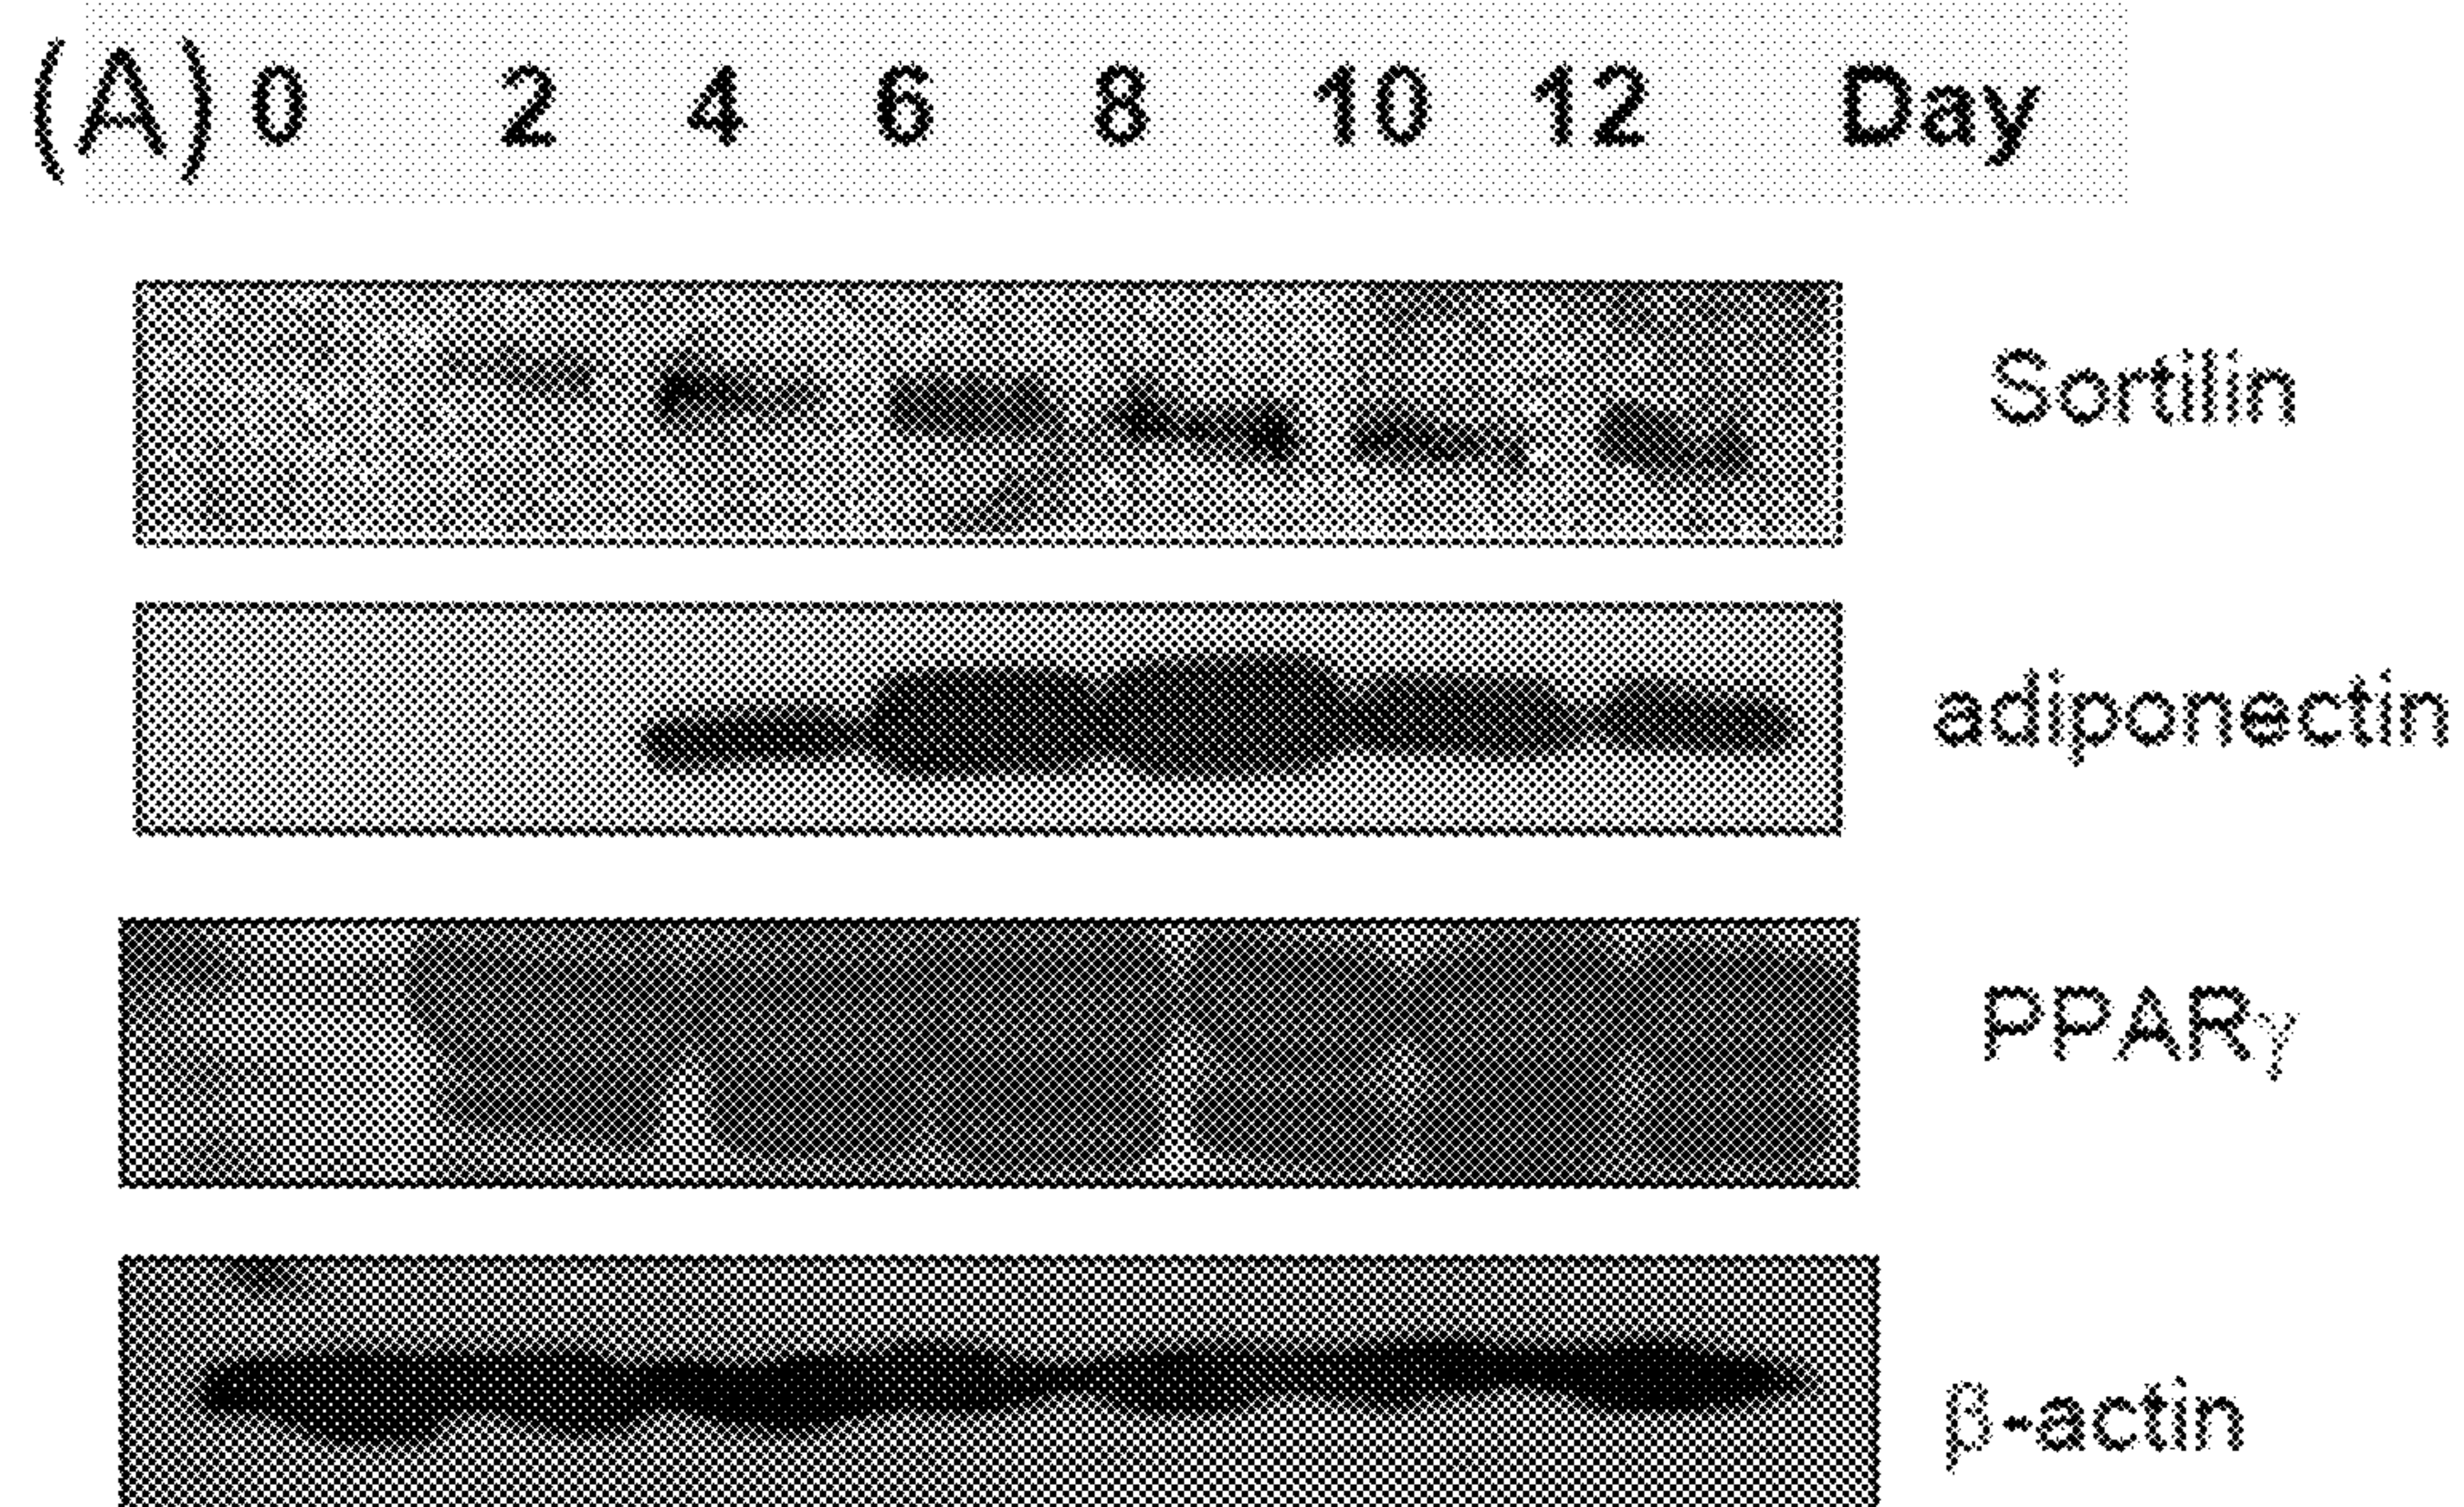 (A) 0 2 4 6 8 10 12 Day
Sortilin
adiponectin
PPARγ
β-actin